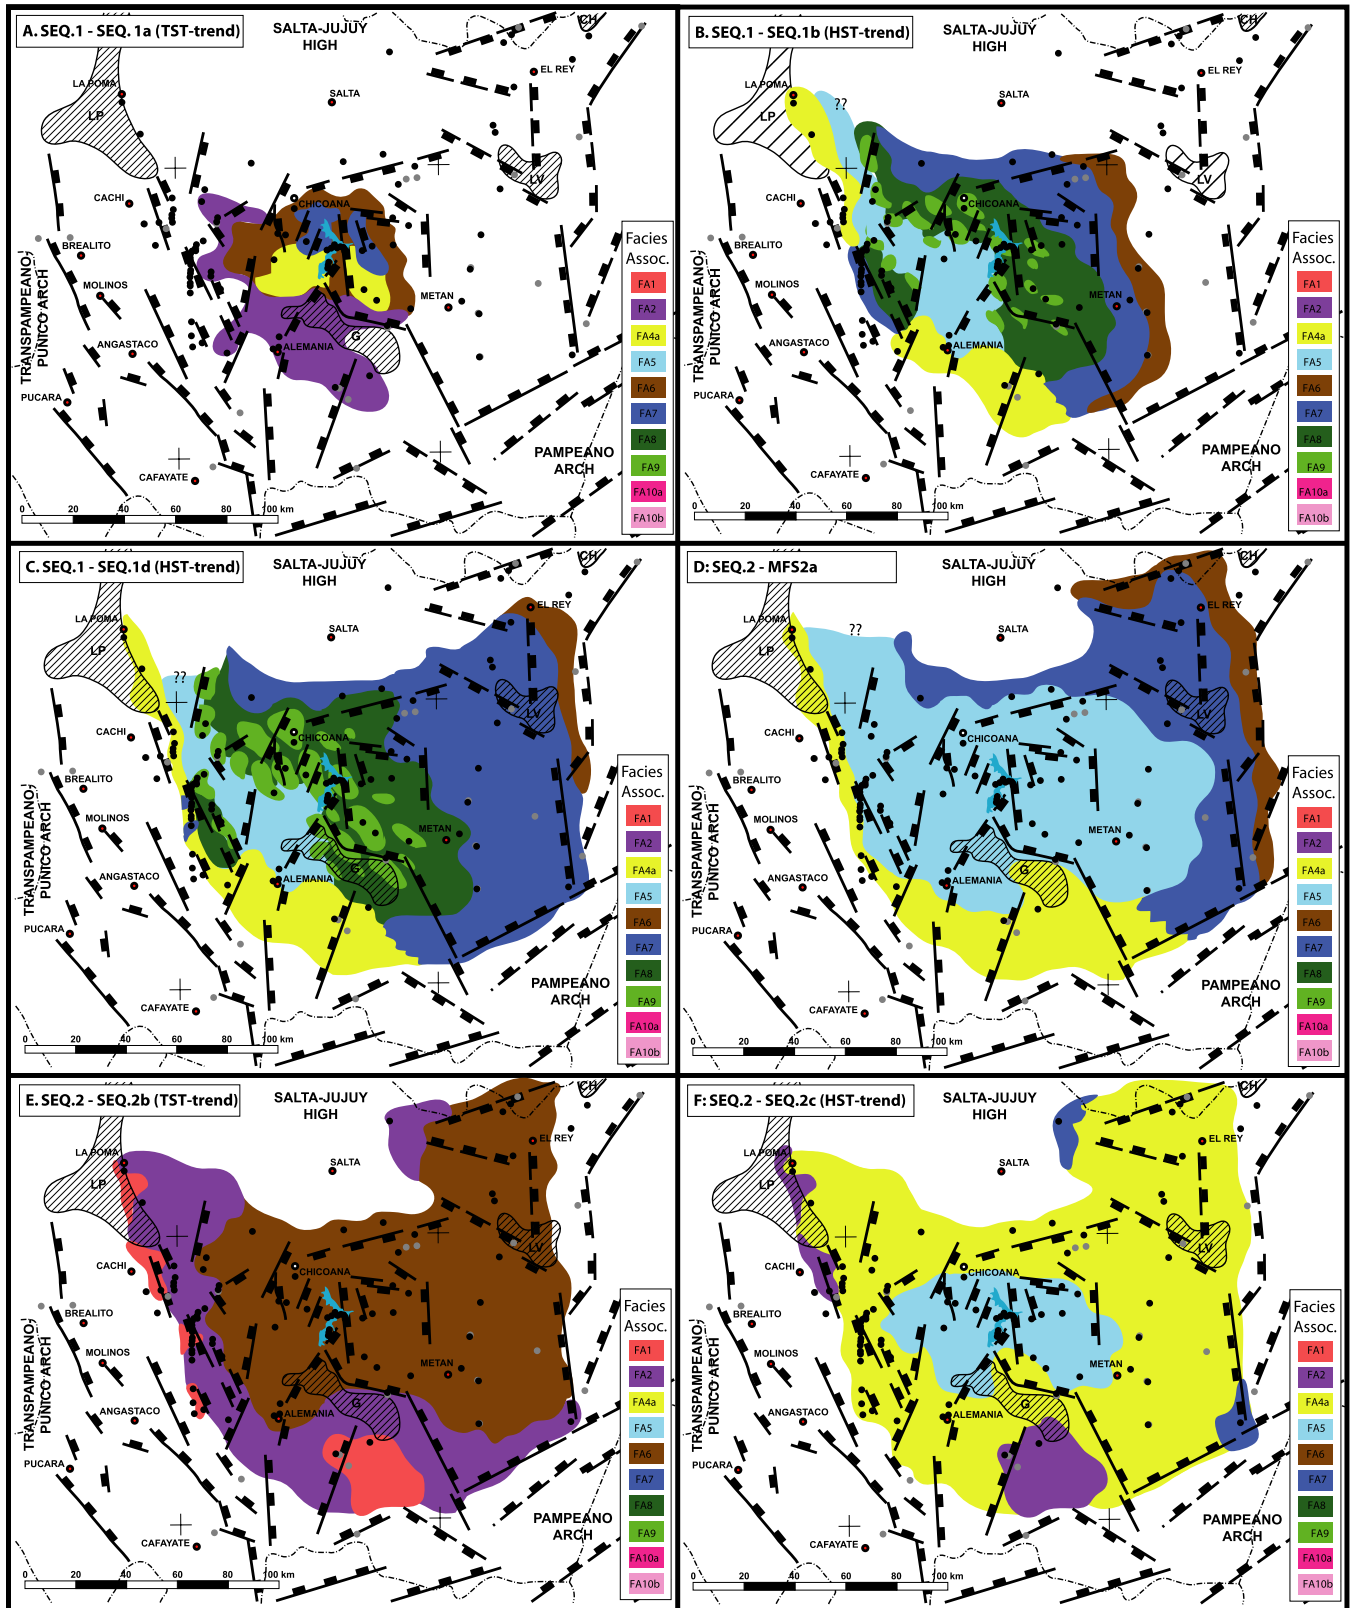 A. SEQ.1 - SEQ. 1a (TST-trend)
SALTA-JUJUY
HIGH
CH
LA POMA
LP
SALTA
EL REY
LV
CACHI
CHICOANA
BREALITO
MOLINOS
METAN
TRANSPAMPEANO/
PUNICO ARCH
ANGASTACO
ALEMANIA
G
PUCARA
CAFAYATE
PAMPEANO
ARCH
0 20 40 60 80 100 km
Facies
Assoc.
FA1
FA2
FA4a
FA5
FA6
FA7
FA8
FA9
FA10a
FA10b
B. SEQ.1 - SEQ.1b (HST-trend)
SALTA-JUJUY
HIGH
CH
LA POMA
LP
??
SALTA
EL REY
LV
CACHI
CHICOANA
BREALITO
MOLINOS
METAN
TRANSPAMPEANO/
PUNICO ARCH
ANGASTACO
ALEMANIA
PUCARA
CAFAYATE
PAMPEANO
ARCH
0 20 40 60 80 100 km
Facies
Assoc.
FA1
FA2
FA4a
FA5
FA6
FA7
FA8
FA9
FA10a
FA10b
C. SEQ.1 - SEQ.1d (HST-trend)
SALTA-JUJUY
HIGH
CH
LA POMA
LP
??
SALTA
EL REY
LV
CACHI
CHICOANA
BREALITO
MOLINOS
METAN
TRANSPAMPEANO/
PUNICO ARCH
ANGASTACO
ALEMANIA
G
PUCARA
CAFAYATE
PAMPEANO
ARCH
0 20 40 60 80 100 km
Facies
Assoc.
FA1
FA2
FA4a
FA5
FA6
FA7
FA8
FA9
FA10a
FA10b
D: SEQ.2 - MFS2a
SALTA-JUJUY
HIGH
CH
LA POMA
LP
??
SALTA
EL REY
LV
CACHI
CHICOANA
BREALITO
MOLINOS
METAN
TRANSPAMPEANO/
PUNICO ARCH
ANGASTACO
ALEMANIA
G
PUCARA
CAFAYATE
PAMPEANO
ARCH
0 20 40 60 80 100 km
Facies
Assoc.
FA1
FA2
FA4a
FA5
FA6
FA7
FA8
FA9
FA10a
FA10b
E. SEQ.2 - SEQ.2b (TST-trend)
SALTA-JUJUY
HIGH
CH
LA POMA
LP
SALTA
EL REY
LV
CACHI
CHICOANA
BREALITO
MOLINOS
METAN
TRANSPAMPEANO/
PUNICO ARCH
ANGASTACO
ALEMANIA
G
PUCARA
CAFAYATE
PAMPEANO
ARCH
0 20 40 60 80 100 km
Facies
Assoc.
FA1
FA2
FA4a
FA5
FA6
FA7
FA8
FA9
FA10a
FA10b
F: SEQ.2 - SEQ.2c (HST-trend)
SALTA-JUJUY
HIGH
CH
LA POMA
LP
SALTA
EL REY
LV
CACHI
CHICOANA
BREALITO
MOLINOS
METAN
TRANSPAMPEANO/
PUNICO ARCH
ANGASTACO
ALEMANIA
G
PUCARA
CAFAYATE
PAMPEANO
ARCH
0 20 40 60 80 100 km
Facies
Assoc.
FA1
FA2
FA4a
FA5
FA6
FA7
FA8
FA9
FA10a
FA10b